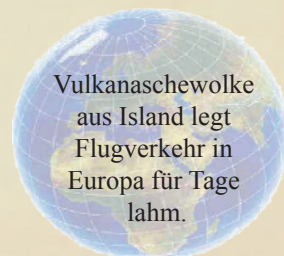 Vulkanaschewolke
aus Island legt
Flugverkehr in
Europa für Tage
lahm.